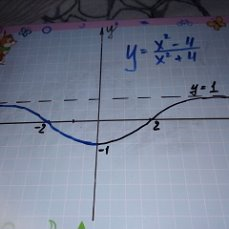 y
y = x² - 4 / x² + 4
y = 1
-2
2
-1